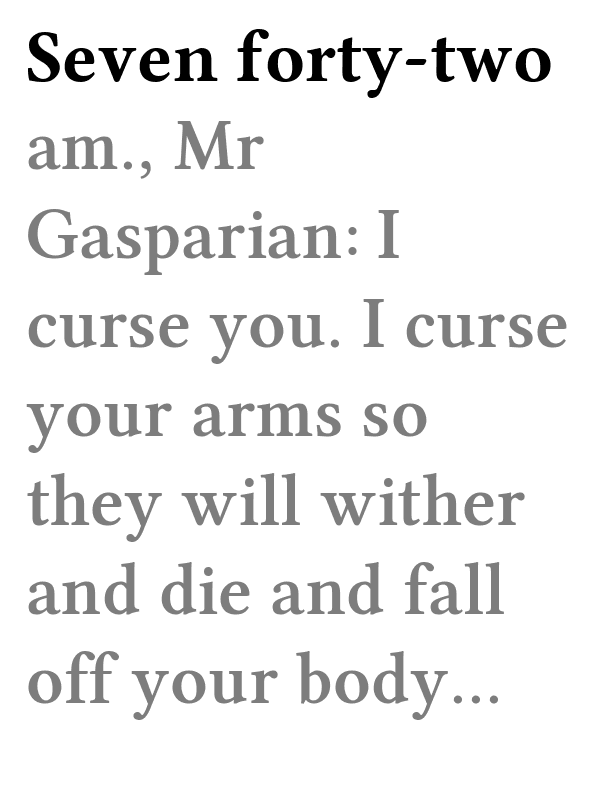 Seven forty-two
am., Mr
Gasparian: I
curse you. I curse
your arms so
they will wither
and die and fall
off your body...